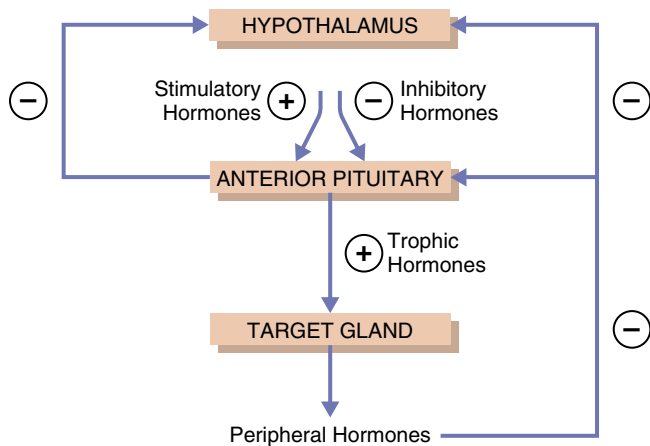 HYPOTHALAMUS
−
Stimulatory
Hormones
+
−
Inhibitory
Hormones
−
ANTERIOR PITUITARY
+
Trophic
Hormones
TARGET GLAND
−
Peripheral Hormones